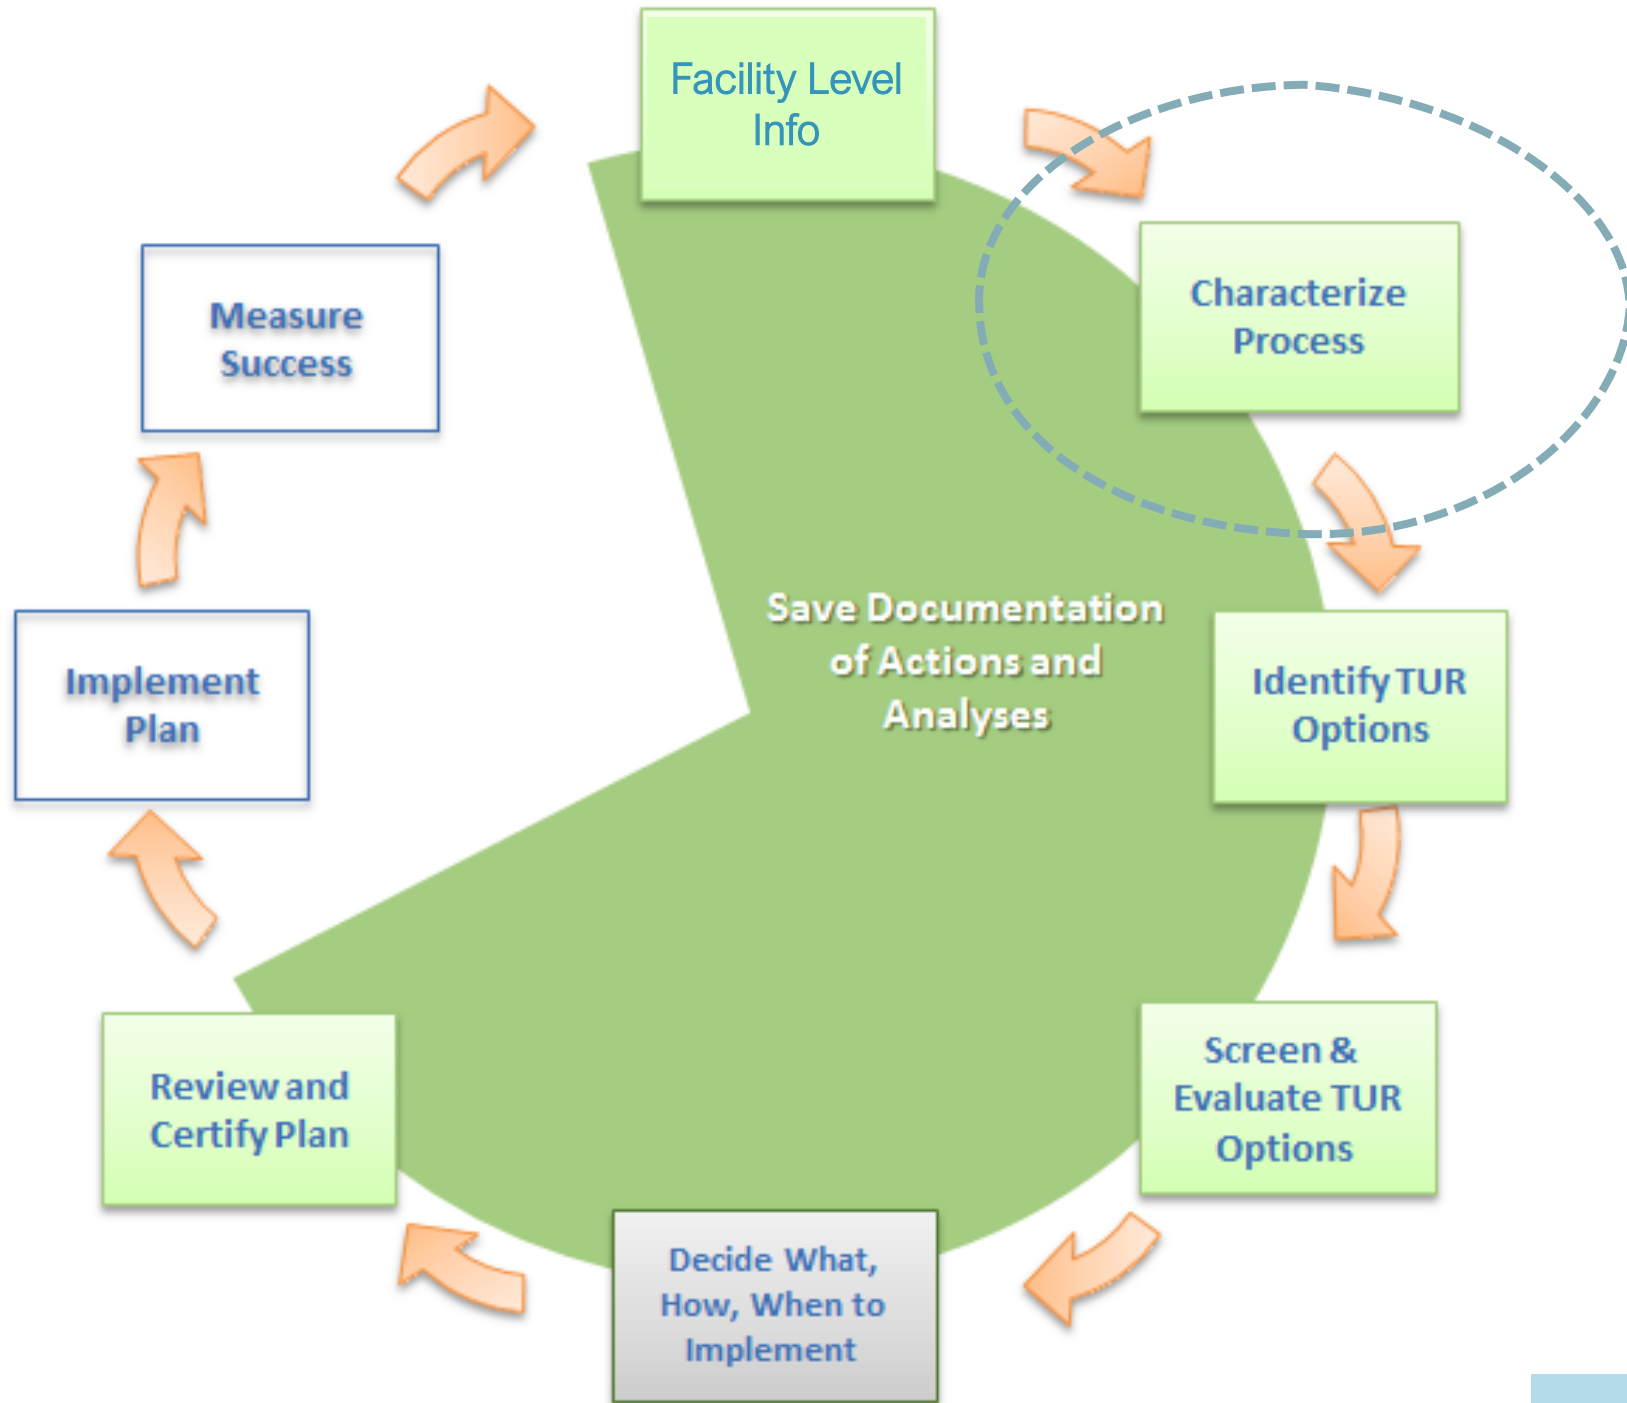 Facility Level
Info
Characterize
Process
Identify TUR
Options
Screen &
Evaluate TUR
Options
Decide What,
How, When to
Implement
Review and
Certify Plan
Implement
Plan
Measure
Success
Save Documentation
of Actions and
Analyses